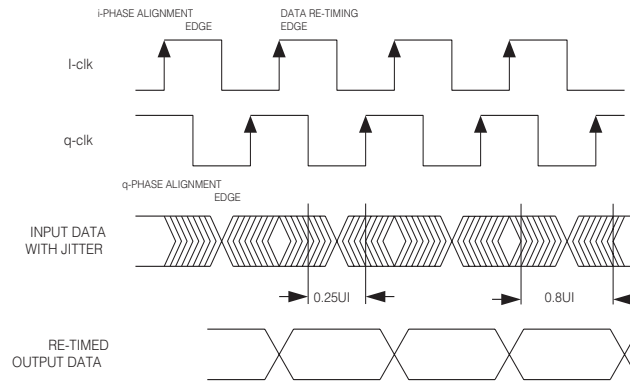 i-PHASE ALIGNMENT
EDGE
DATA RE-TIMING
EDGE
I-clk
q-clk
q-PHASE ALIGNMENT
EDGE
INPUT DATA
WITH JITTER
0.25UI
0.8UI
RE-TIMED
OUTPUT DATA